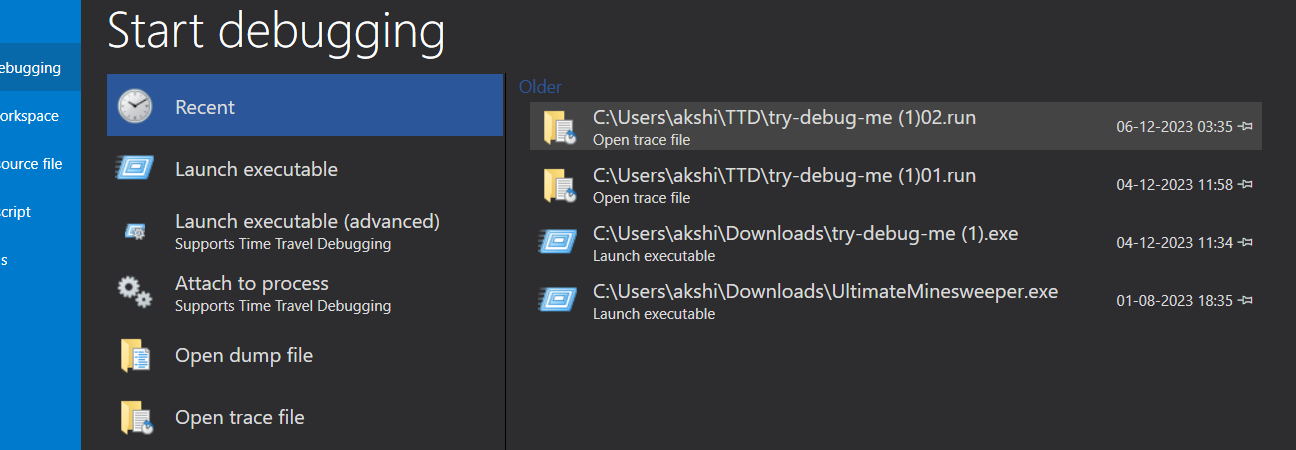 Start debugging
ebugging
orkspace
ource file
cript
s
Recent
Launch executable
Launch executable (advanced)
Supports Time Travel Debugging
Attach to process
Supports Time Travel Debugging
Open dump file
Open trace file
Older
C:\Users\akshi\TTD\try-debug-me (1)02.run
Open trace file
06-12-2023 03:35
C:\Users\akshi\TTD\try-debug-me (1)01.run
Open trace file
04-12-2023 11:58
C:\Users\akshi\Downloads\try-debug-me (1).exe
Launch executable
04-12-2023 11:34
C:\Users\akshi\Downloads\UltimateMinesweeper.exe
Launch executable
01-08-2023 18:35